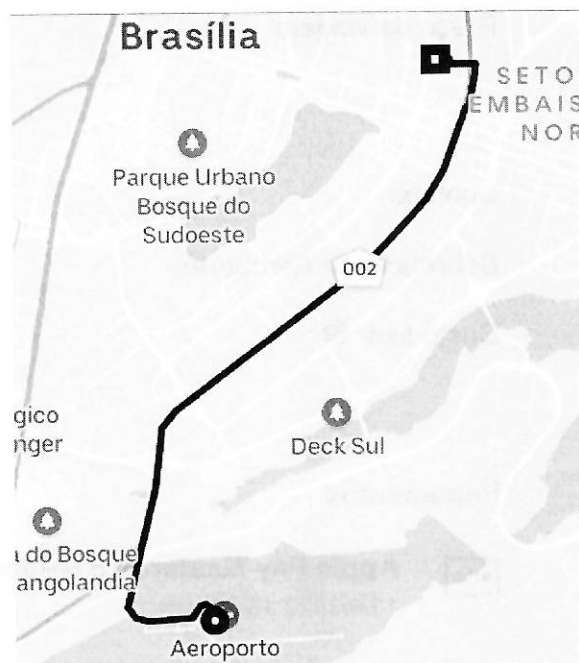 Brasília
SETO
EMBAIS
NOR
Parque Urbano
Bosque do
Sudoeste
002
gico
nger
Deck Sul
a do Bosque
angolandia
Aeroporto